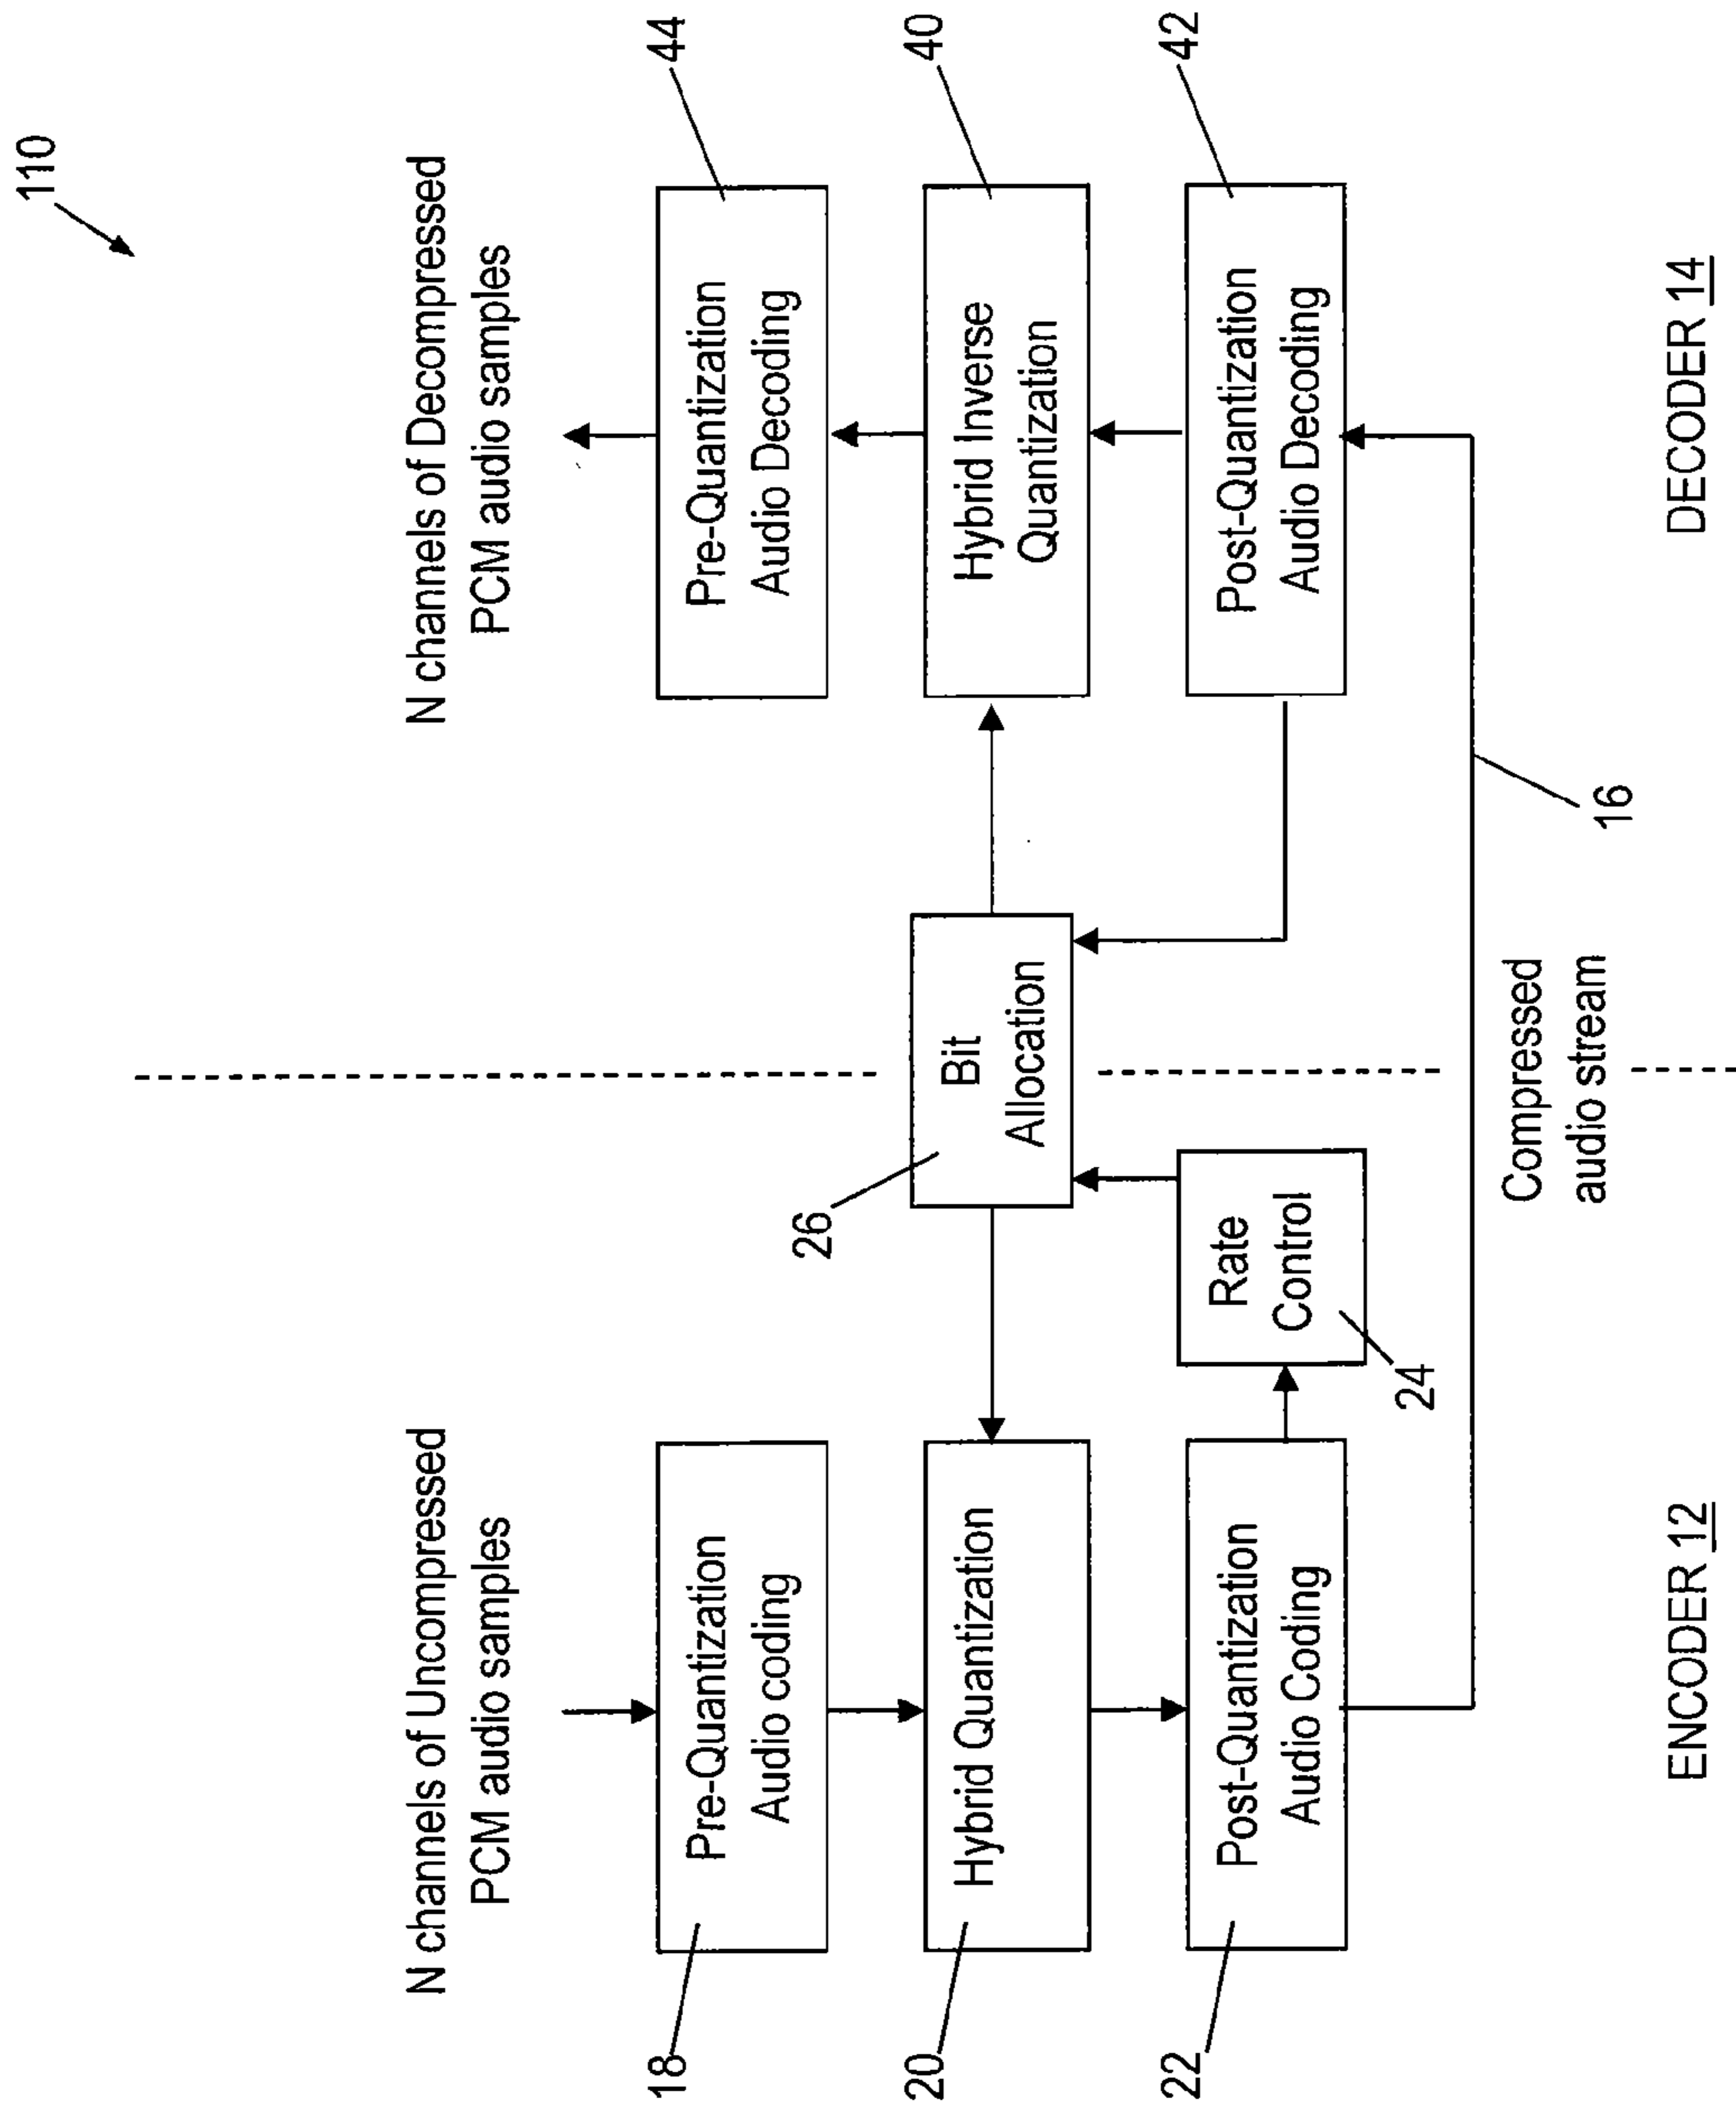 110
N channels of Uncompressed
PCM audio samples
N channels of Decompressed
PCM audio samples
18
Pre-Quantization
Audio coding
Pre-Quantization
Audio Decoding
44
20
Hybrid Quantization
26
Bit
Allocation
Hybrid Inverse
Quantization
40
22
Post-Quantization
Audio Coding
Rate
Control
24
Post-Quantization
Audio Decoding
42
Compressed
audio stream
16
ENCODER 12
DECODER 14